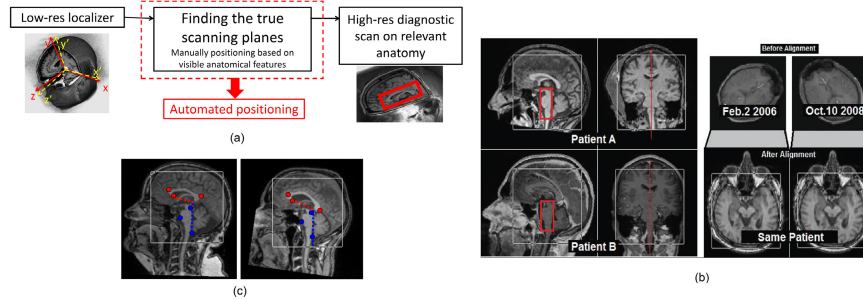 Low-res localizer
Finding the true
scanning planes
Manually positioning based on
visible anatomical features
High-res diagnostic
scan on relevant
anatomy
Automated positioning
y
y'
x'
x
z
z'
(a)
Before Alignment
Feb.2 2006
Oct.10 2008
Patient A
After Alignment
Same Patient
Patient B
(b)
(c)